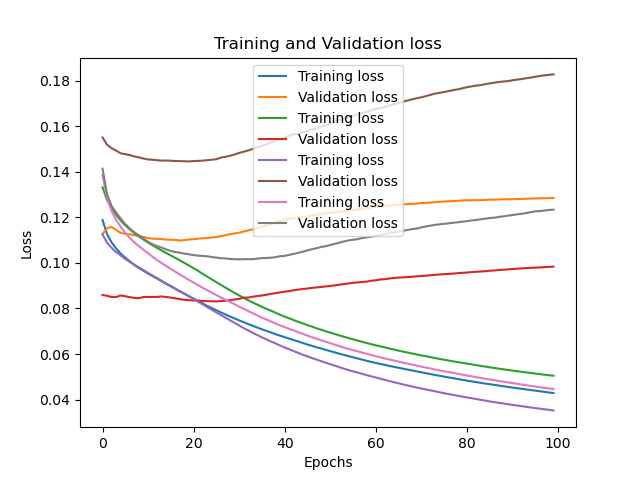 Training and Validation loss
Training loss
Validation loss
Training loss
Validation loss
Training loss
Validation loss
Training loss
Validation loss
Loss
0.18
0.16
0.14
0.12
0.10
0.08
0.06
0.04
0 20 40 60 80 100
Epochs